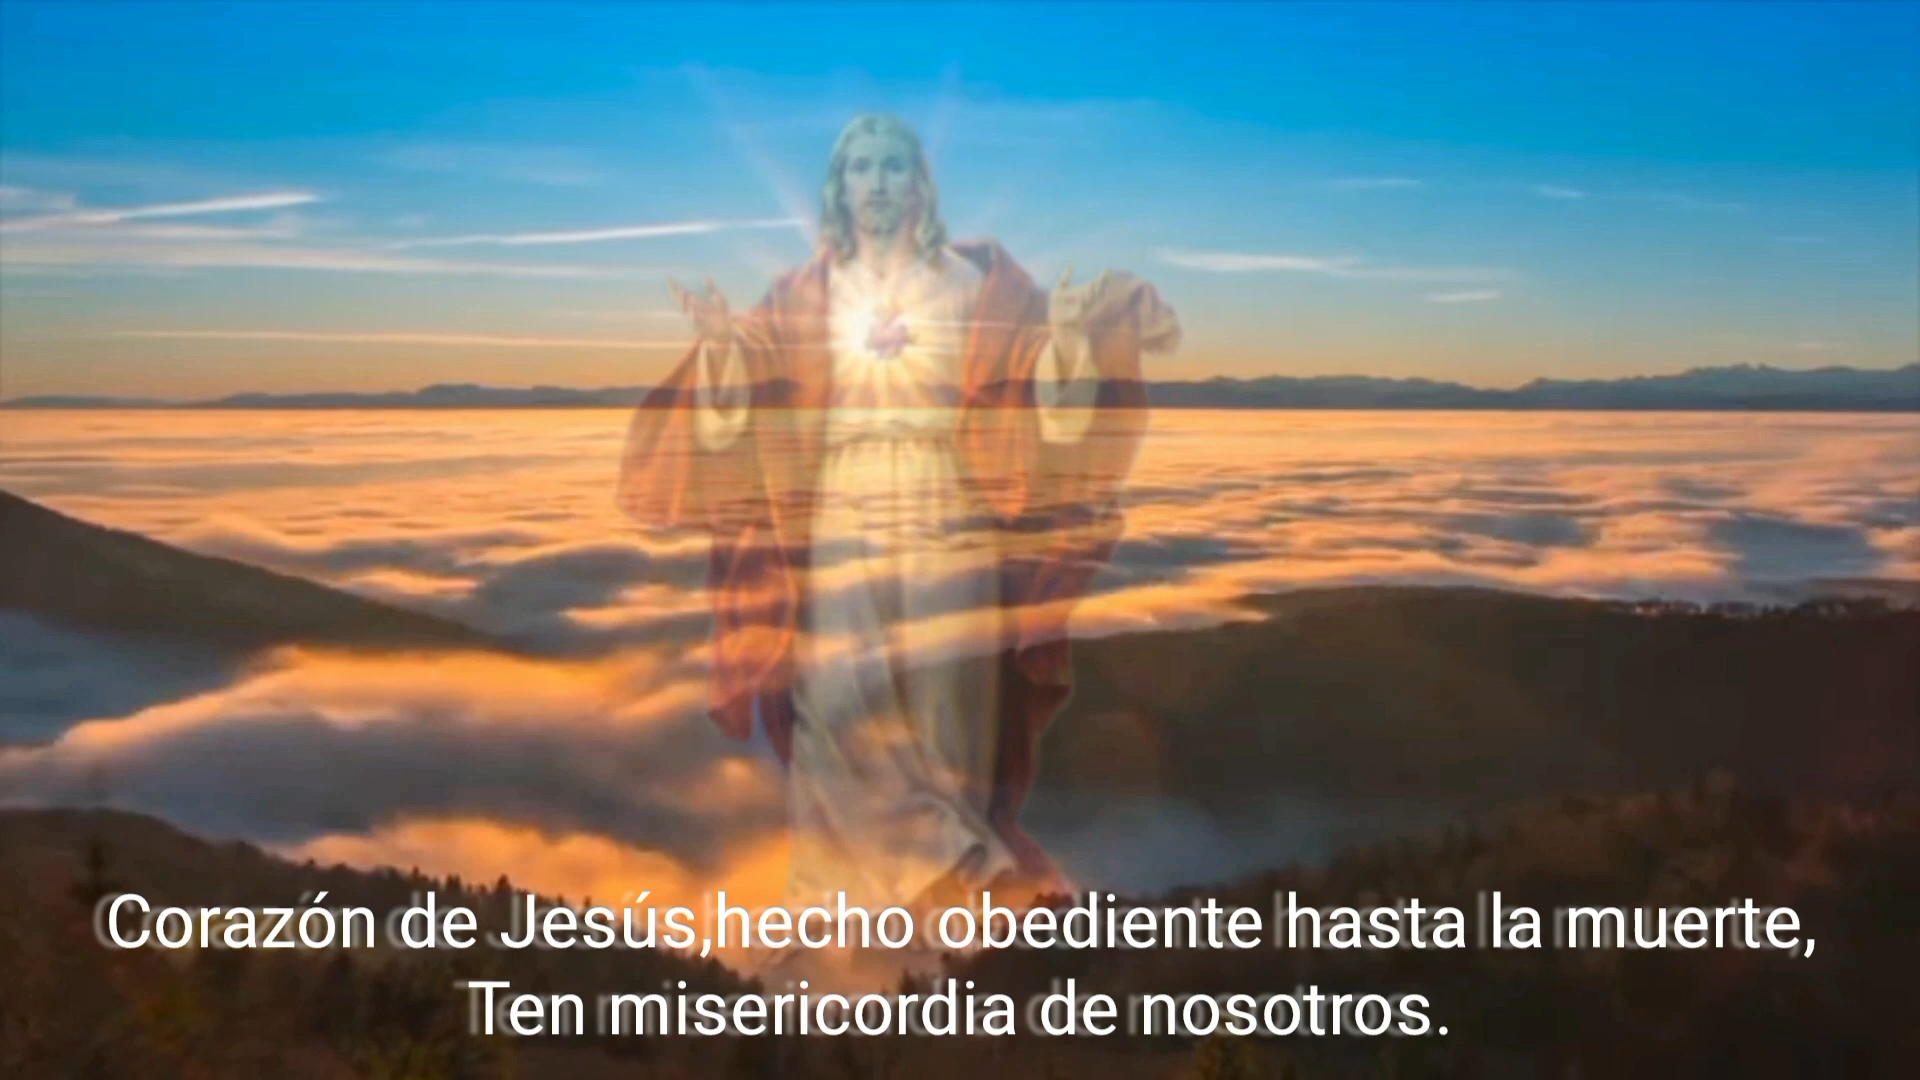 Corazón de Jesús,hecho obediente hasta la muerte,
Ten misericordia de nosotros.